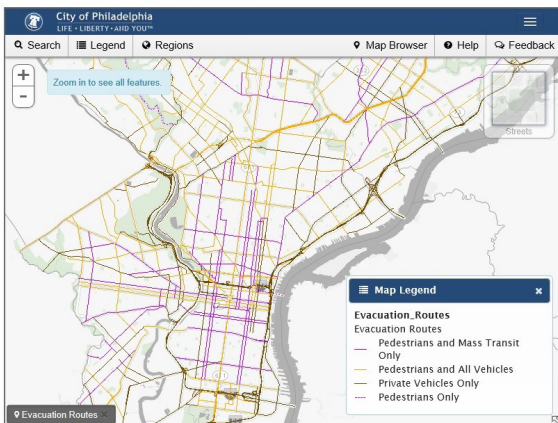 City of Philadelphia
LIFE • LIBERTY • AND YOU™
Search
Legend
Regions
Map Browser
Help
Feedback
+
Zoom in to see all features.
-
Streets
Map Legend
×
Evacuation_Routes
Evacuation Routes
Pedestrians and Mass Transit
Only
Pedestrians and All Vehicles
Private Vehicles Only
Pedestrians Only
Evacuation Routes ×